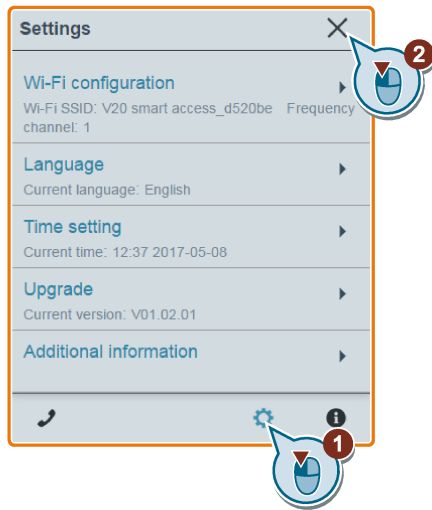 Settings
2
Wi-Fi configuration
Wi-Fi SSID: V20 smart access_d520be Frequency
channel: 1
Language
Current language: English
Time setting
Current time: 12:37 2017-05-08
Upgrade
Current version: V01.02.01
Additional information
i
1